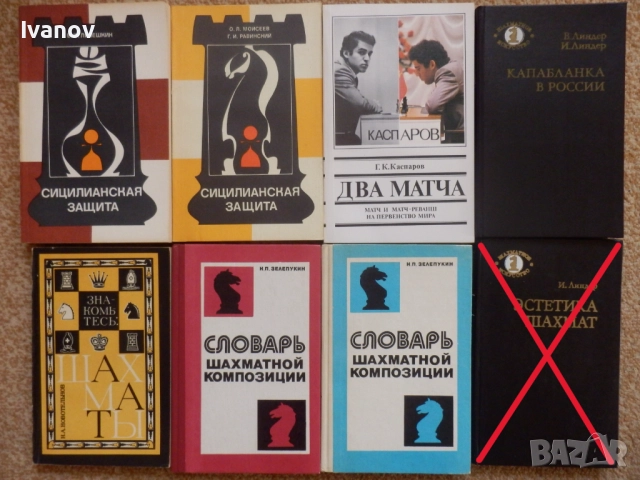 Ivanov
СИЦИЛИАНСКАЯ
ЗАЩИТА
О. Л. МОИСЕЕВ
Г. И. РАВИНСКИЙ
СИЦИЛИАНСКАЯ
ЗАЩИТА
КАСПАРОВ
Г. К. Каспаров
ДВА МАТЧА
МАТЧ И МАТЧ-РЕВАНШ
НА ПЕРВЕНСТВО МИРА
В. Линдер
И. Линдер
КАПАБЛАНКА
В РОССИИ
ЗНА-
КОМЬ
ТЕСЬ:
ШАХ
МА
ТЫ
Н.П. ЗЕЛЕПУКИН
СЛОВАРЬ
ШАХМАТНОЙ
КОМПОЗИЦИИ
Н.П. ЗЕЛЕПУКИН
СЛОВАРЬ
ШАХМАТНОЙ
КОМПОЗИЦИИ
И. Линдер
ЭСТЕТИКА
ШАХМАТ
BAZAR